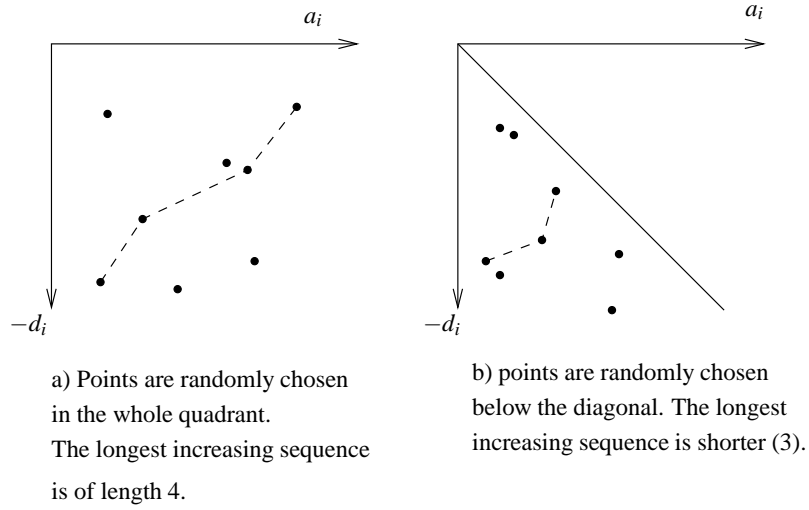 a_i
a_i
−d_i
−d_i
a) Points are randomly chosen
in the whole quadrant.
The longest increasing sequence
is of length 4.
b) points are randomly chosen
below the diagonal. The longest
increasing sequence is shorter (3).